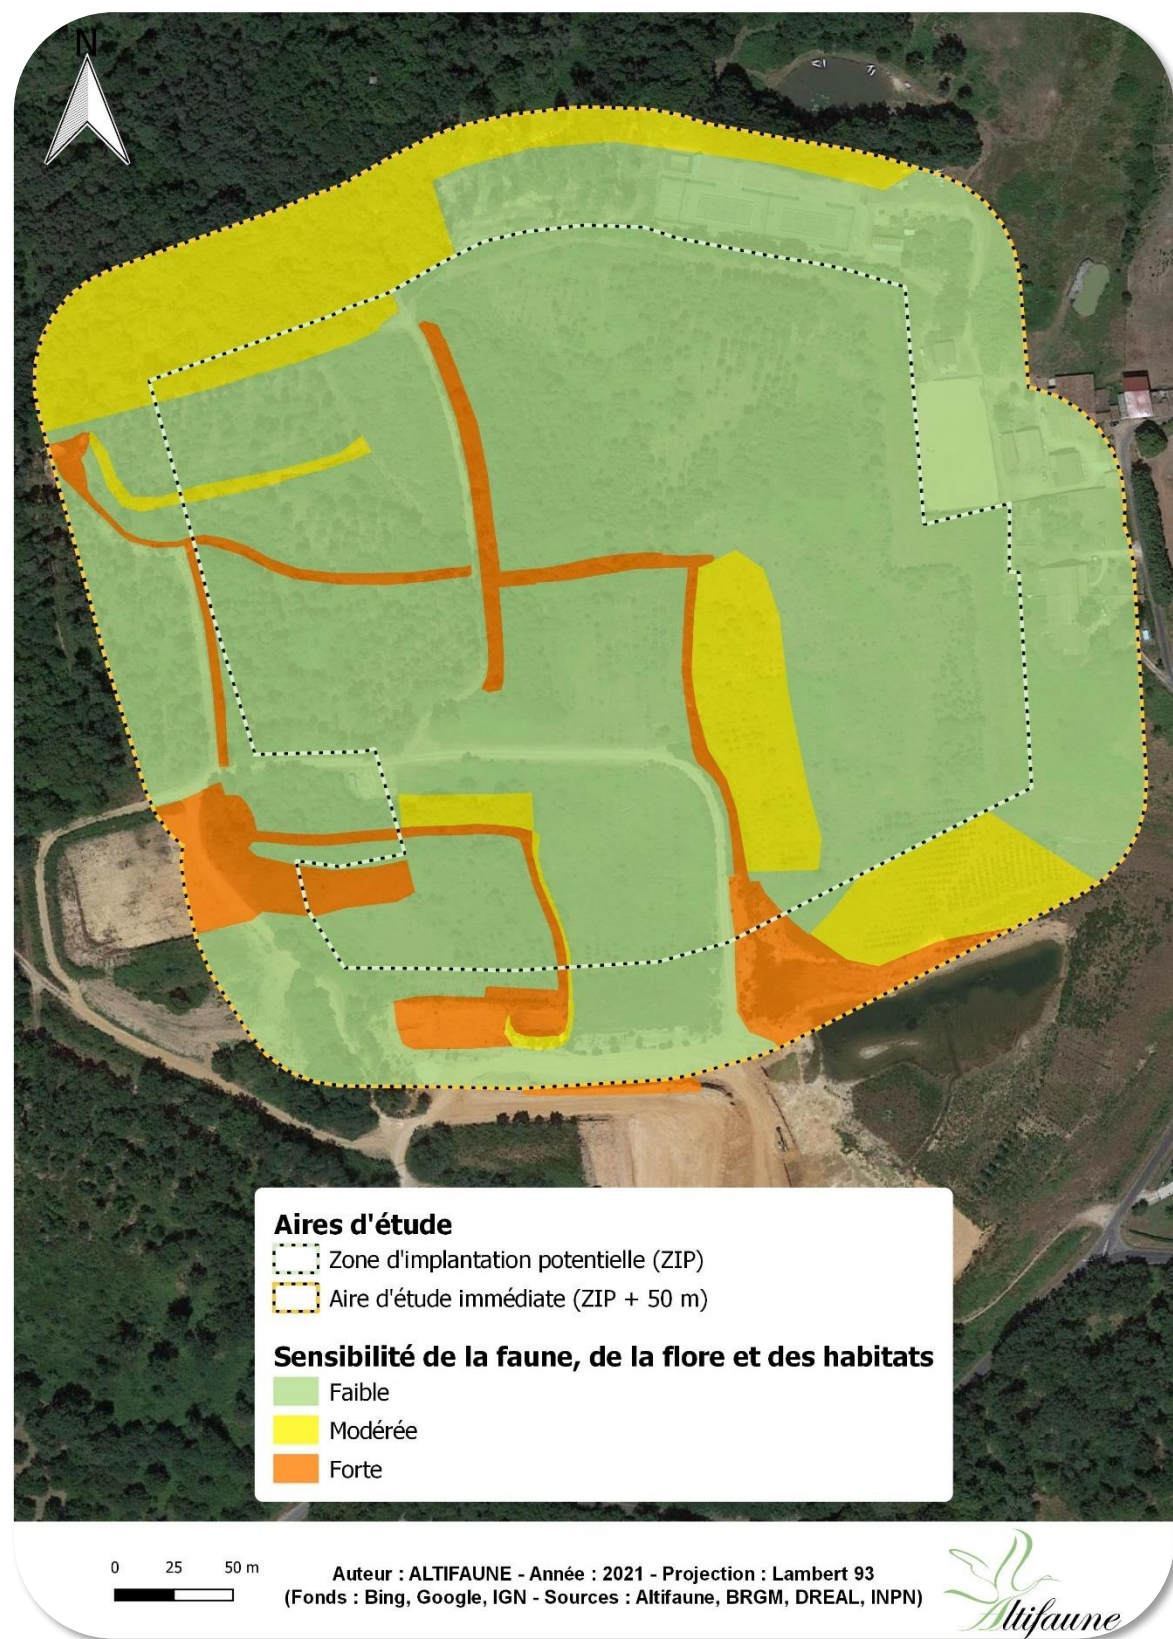 N
Aires d'étude
Zone d'implantation potentielle (ZIP)
Aire d'étude immédiate (ZIP + 50 m)
Sensibilité de la faune, de la flore et des habitats
Faible
Modérée
Forte
0 25 50 m
Auteur : ALTIFAUNE - Année : 2021 - Projection : Lambert 93
(Fonds : Bing, Google, IGN - Sources : Altifaune, BRGM, DREAL, INPN)
Altifaune